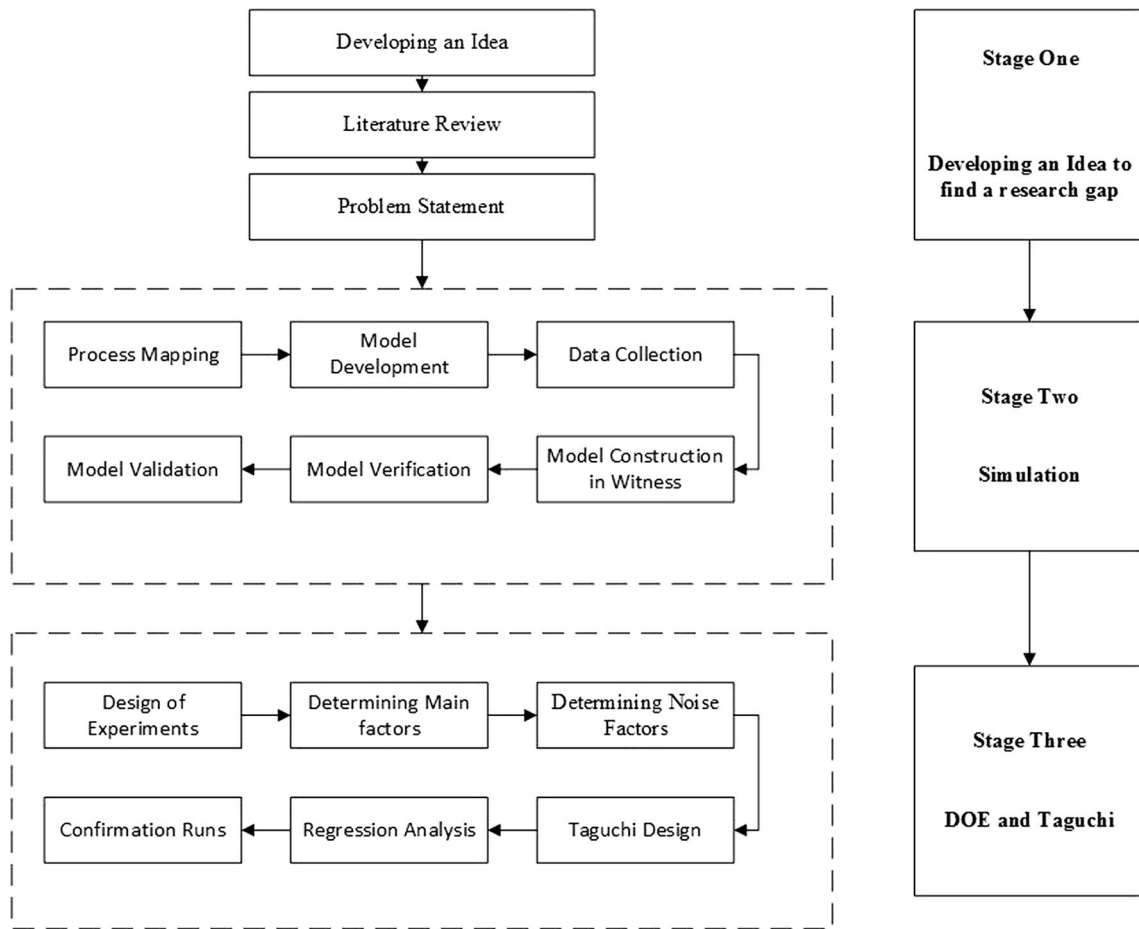 Developing an Idea
Literature Review
Problem Statement
Process Mapping
Model
Development
Data Collection
Model Validation
Model Verification
Model Construction
in Witness
Design of
Experiments
Determining Main
factors
Determining Noise
Factors
Confirmation Runs
Regression Analysis
Taguchi Design
Stage One
Developing an Idea to
find a research gap
Stage Two
Simulation
Stage Three
DOE and Taguchi